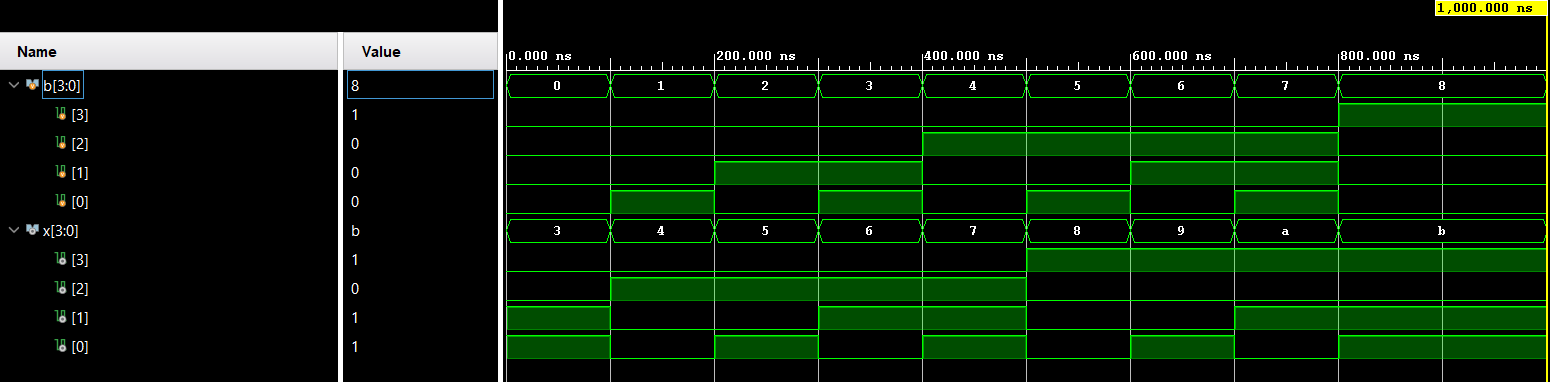 1,000.000 ns
Name Value
0.000 ns 200.000 ns 400.000 ns 600.000 ns 800.000 ns
b[3:0] 8 0 1 2 3 4 5 6 7 8
[3] 1
[2] 0
[1] 0
[0] 0
x[3:0] b 3 4 5 6 7 8 9 a b
[3] 1
[2] 0
[1] 1
[0] 1